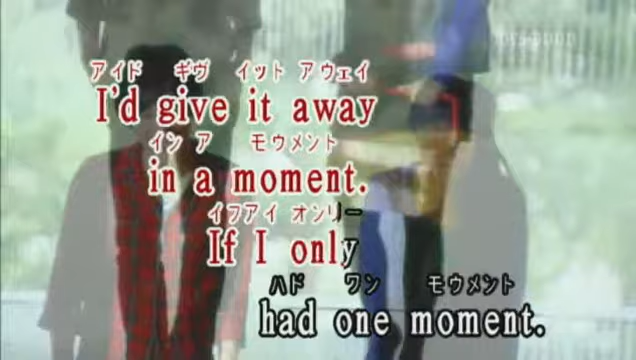 アイド ギヴ イット アウェイ
I'd give it away
イン ア モウメント
in a moment.
イフアイ オンリー
If I only
ハド ワン モウメント
had one moment.